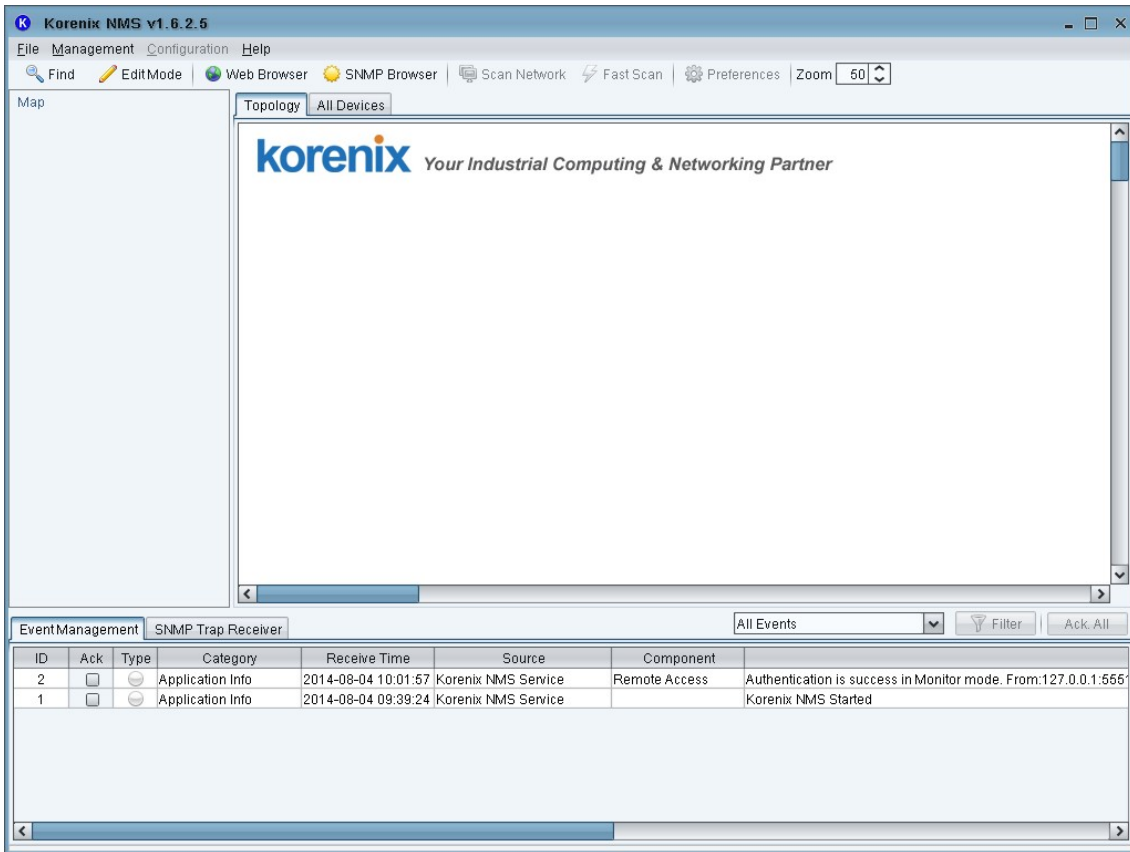 K Korenix NMS v1.6.2.5
File Management Configuration Help
Find Edit Mode Web Browser SNMP Browser Scan Network Fast Scan Preferences Zoom 50
Map
Topology All Devices
korenix Your Industrial Computing & Networking Partner
Event Management SNMP Trap Receiver All Events Filter Ack. All
ID Ack Type Category Receive Time Source Component
2 Application Info 2014-08-04 10:01:57 Korenix NMS Service Remote Access Authentication is success in Monitor mode. From:127.0.0.1:555
1 Application Info 2014-08-04 09:39:24 Korenix NMS Service Korenix NMS Started